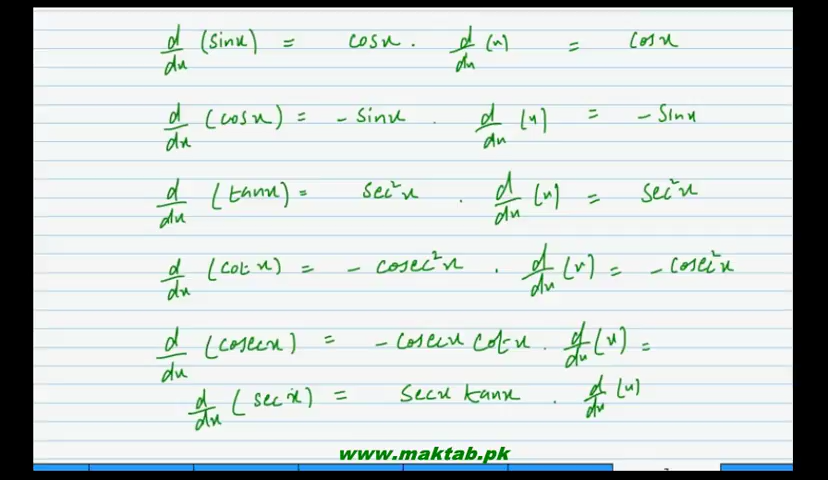 d/dx (sinx) = cosx . d/dx (x) = cosx
d/dx (cosx) = - sinx . d/dx (x) = - sinx
d/dx (tanx) = sec²x . d/dx (x) = sec²x
d/dx (cotx) = - cosec²x . d/dx (x) = - cosec²x
d/dx (cosecx) = - cosecx cotx . d/dx (x) =
d/dx (secx) = secx tanx . d/dx (x)
www.maktab.pk